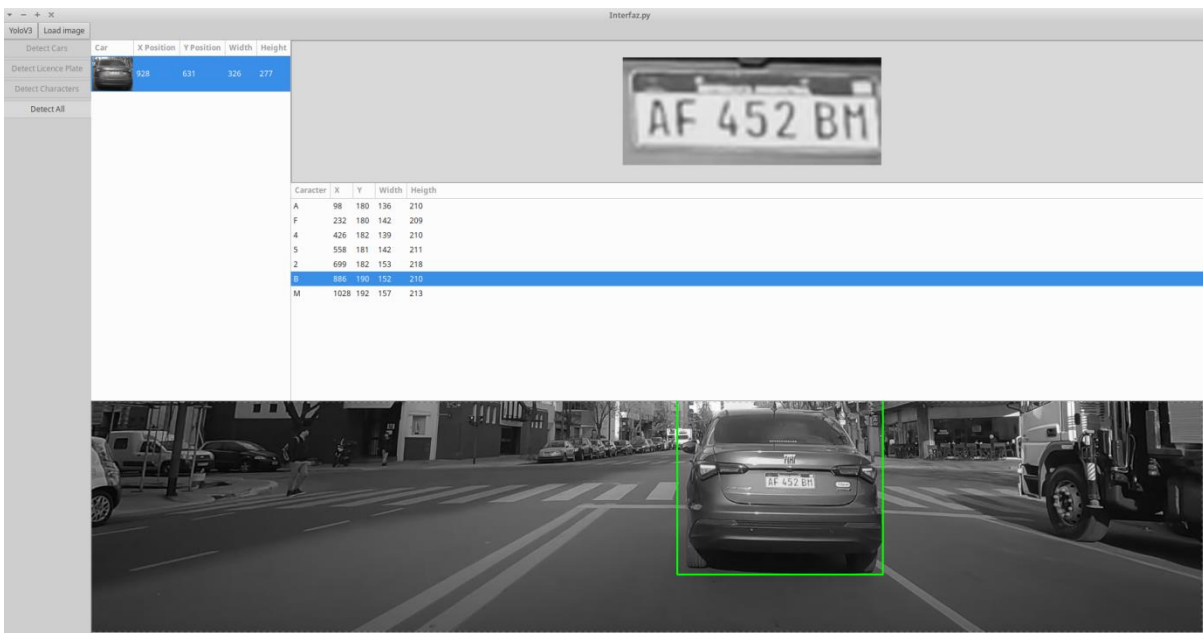 Interfaz.py
YoloV3 Load image
Detect Cars
Detect Licence Plate
Detect Characters
Detect All
Car X Position Y Position Width Height
928 631 326 277
AF 452 BM
Caracter X Y Width Heigth
A 98 180 136 210
F 232 180 142 209
4 426 182 139 210
5 558 181 142 211
2 699 182 153 218
B 886 190 152 210
M 1028 192 157 213
FIAT
AF 452 BM